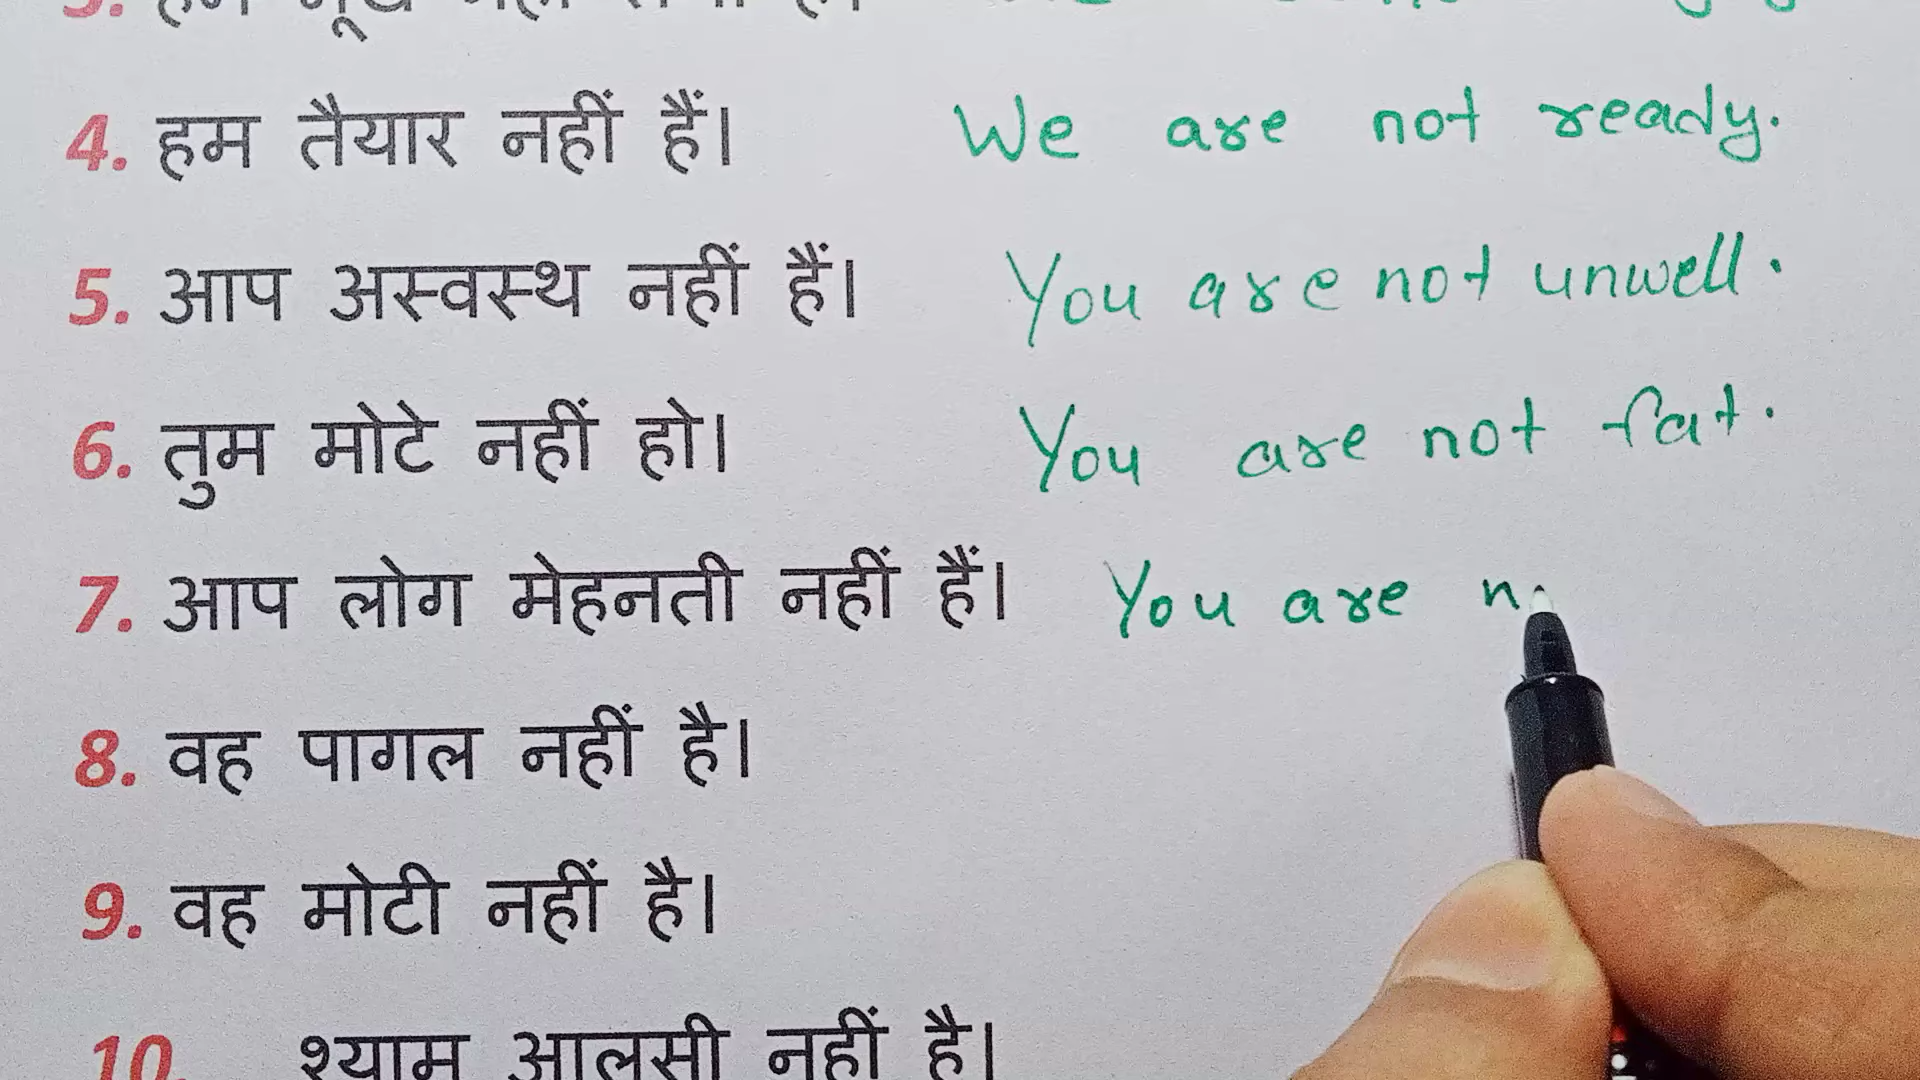 4. हम तैयार नहीं हैं। We are not ready.
5. आप अस्वस्थ नहीं हैं। You are not unwell.
6. तुम मोटे नहीं हो। You are not fat.
7. आप लोग मेहनती नहीं हैं। You are n
8. वह पागल नहीं है।
9. वह मोटी नहीं है।
10. श्याम आलसी नहीं है।